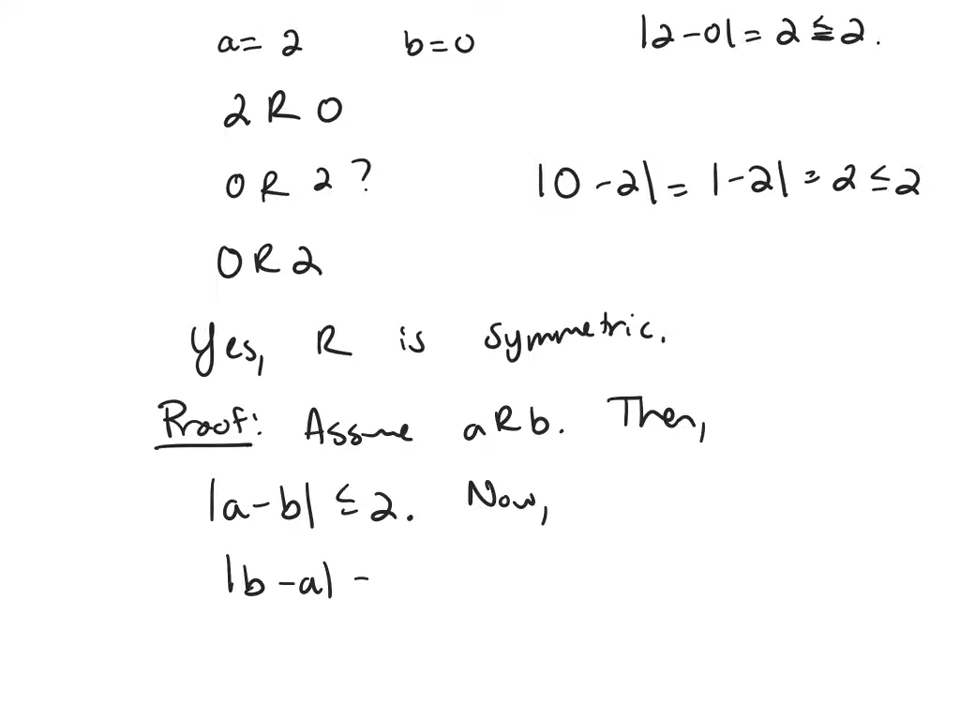 a = 2 b = 0 |2 - 0| = 2 ≤ 2.
2 R 0
0 R 2 ? |0 - 2| = |-2| = 2 ≤ 2
0 R 2
Yes, R is symmetric.
Proof: Assume a R b. Then,
|a - b| ≤ 2. Now,
|b - a| -